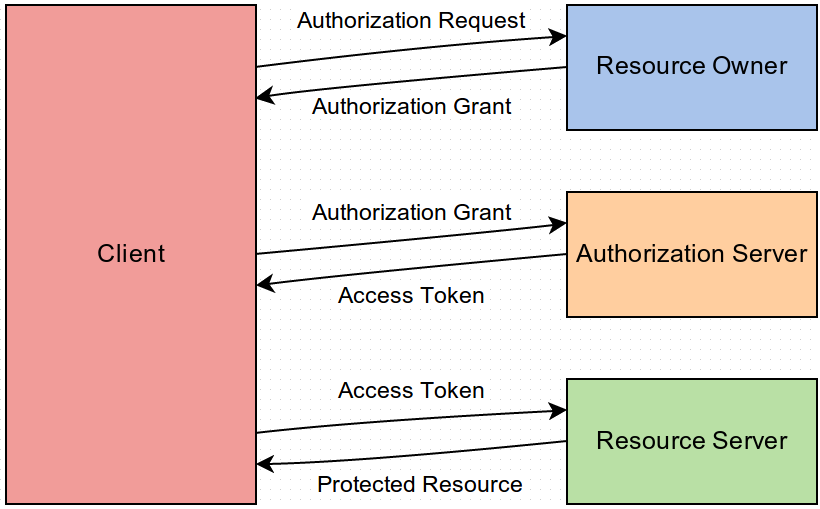 Authorization Request
Resource Owner
Authorization Grant
Authorization Grant
Client
Authorization Server
Access Token
Access Token
Resource Server
Protected Resource